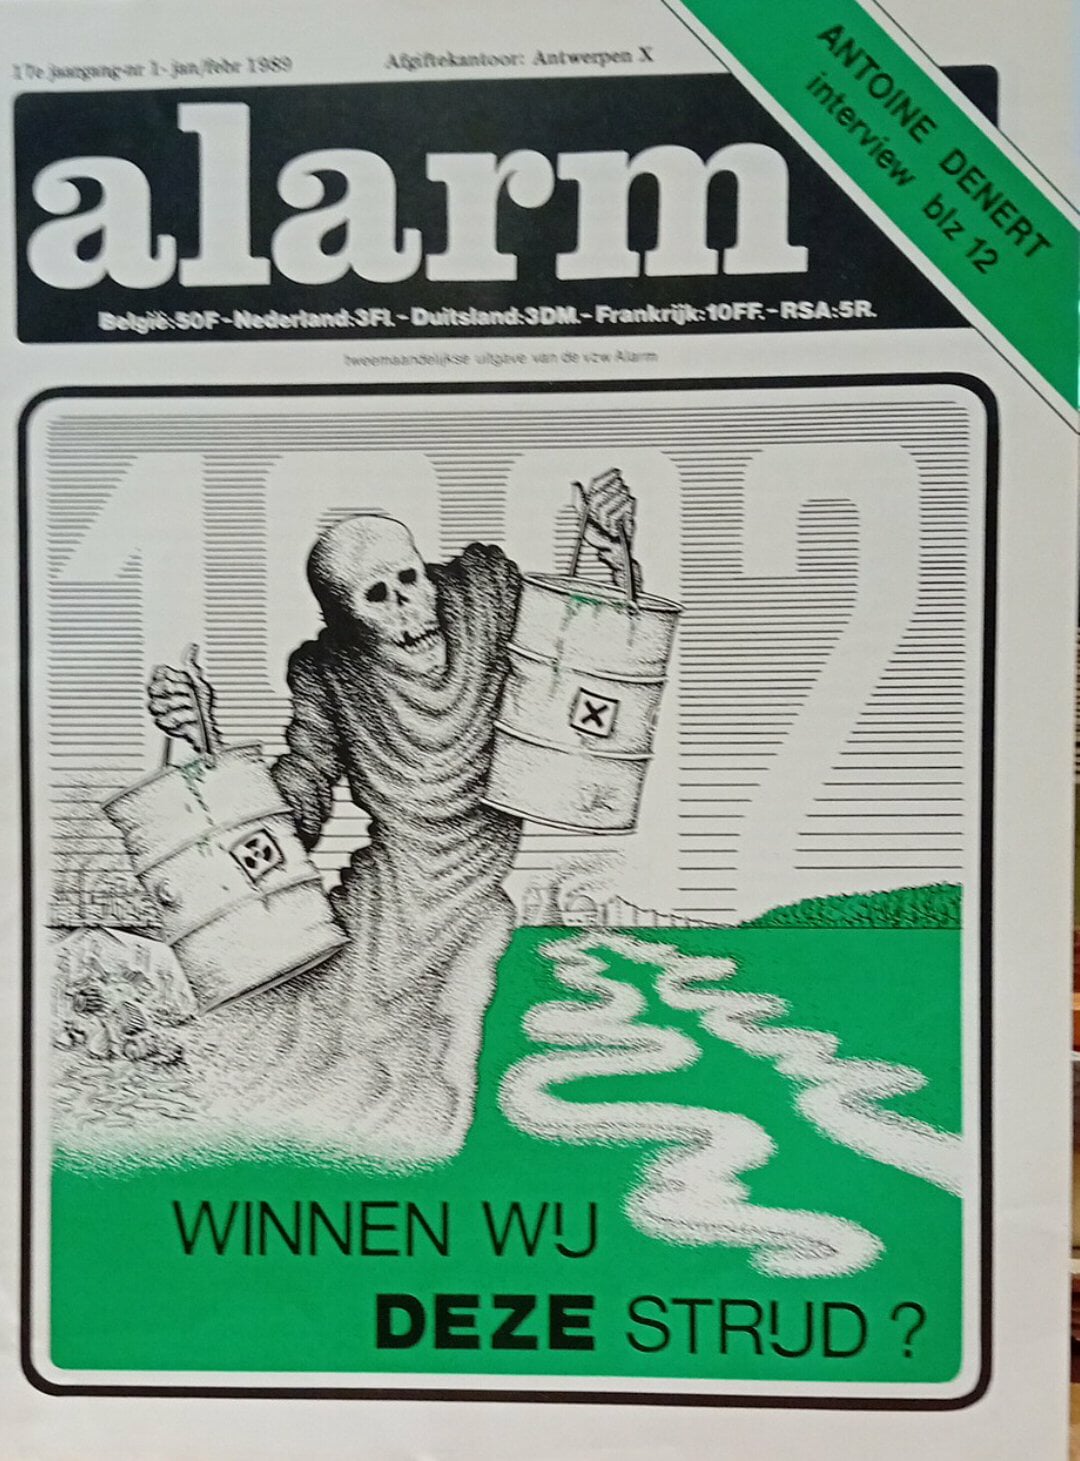 17e jaargang-nr 1- jan/febr 1989
Afgiftekantoor: Antwerpen X
ANTOINE DENERT
interview blz 12
alarm
België:50F-Nederland:3Fl.-Duitsland:3DM.-Frankrijk:10FF.-RSA:5R.
tweemaandelijkse uitgave van de vzw Alarm
1992
X
WINNEN WIJ
DEZE STRIJD ?